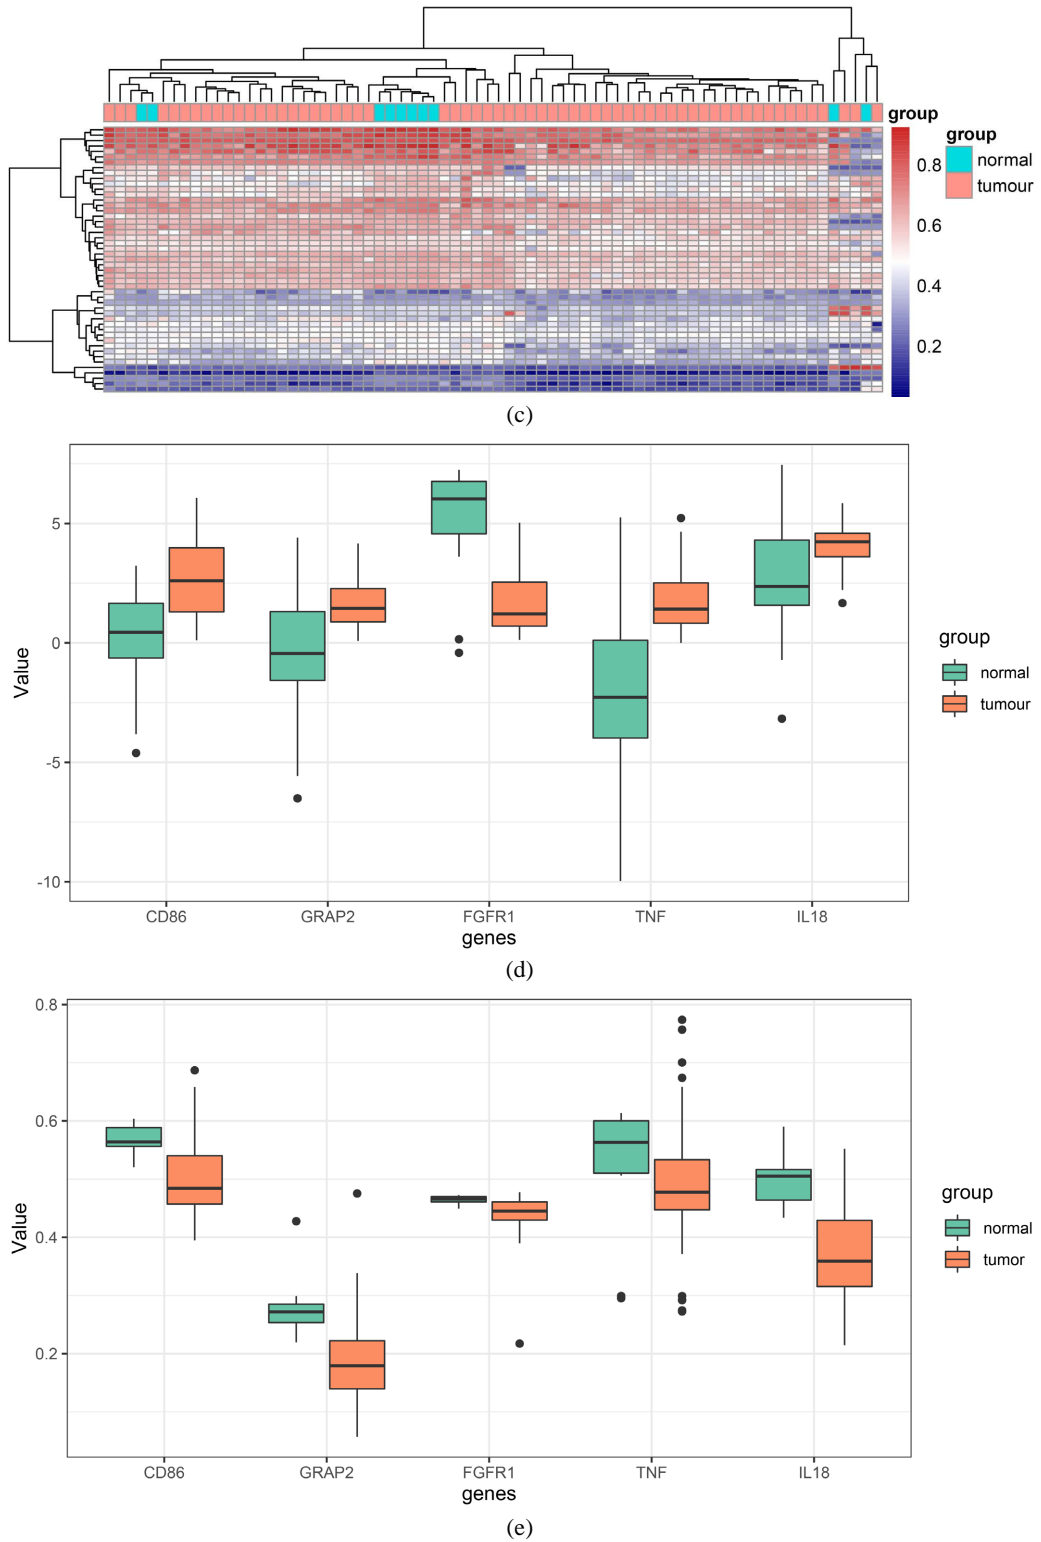 group
group
normal
tumour
0.8
0.6
0.4
0.2
(c)
Value
5
0
-5
-10
CD86 GRAP2 FGFR1 TNF IL18
genes
group
normal
tumour
(d)
Value
0.8
0.6
0.4
0.2
CD86 GRAP2 FGFR1 TNF IL18
genes
group
normal
tumor
(e)